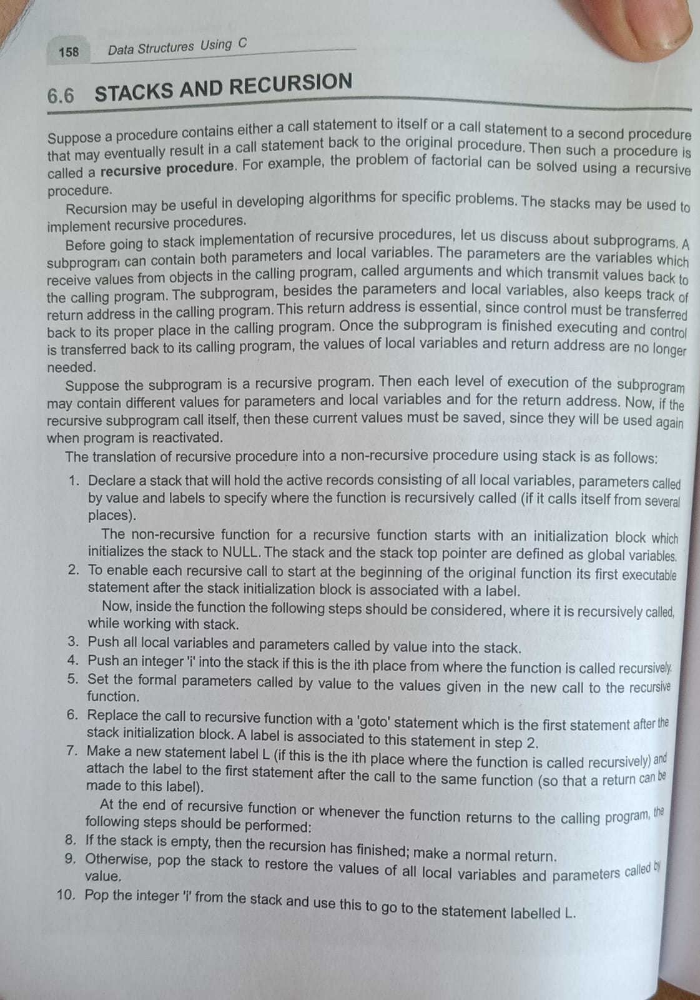 158 Data Structures Using C
6.6 STACKS AND RECURSION
Suppose a procedure contains either a call statement to itself or a call statement to a second procedure
that may eventually result in a call statement back to the original procedure. Then such a procedure is
called a recursive procedure. For example, the problem of factorial can be solved using a recursive
procedure.
Recursion may be useful in developing algorithms for specific problems. The stacks may be used to
implement recursive procedures.
Before going to stack implementation of recursive procedures, let us discuss about subprograms. A
subprogram can contain both parameters and local variables. The parameters are the variables which
receive values from objects in the calling program, called arguments and which transmit values back to
the calling program. The subprogram, besides the parameters and local variables, also keeps track of
return address in the calling program. This return address is essential, since control must be transferred
back to its proper place in the calling program. Once the subprogram is finished executing and control
is transferred back to its calling program, the values of local variables and return address are no longer
needed.
Suppose the subprogram is a recursive program. Then each level of execution of the subprogram
may contain different values for parameters and local variables and for the return address. Now, if the
recursive subprogram call itself, then these current values must be saved, since they will be used again
when program is reactivated.
The translation of recursive procedure into a non-recursive procedure using stack is as follows:
1. Declare a stack that will hold the active records consisting of all local variables, parameters called
by value and labels to specify where the function is recursively called (if it calls itself from several
places).
The non-recursive function for a recursive function starts with an initialization block which
initializes the stack to NULL. The stack and the stack top pointer are defined as global variables.
2. To enable each recursive call to start at the beginning of the original function its first executable
statement after the stack initialization block is associated with a label.
Now, inside the function the following steps should be considered, where it is recursively called,
while working with stack.
3. Push all local variables and parameters called by value into the stack.
4. Push an integer 'i' into the stack if this is the ith place from where the function is called recursively.
5. Set the formal parameters called by value to the values given in the new call to the recursive
function.
6. Replace the call to recursive function with a 'goto' statement which is the first statement after the
stack initialization block. A label is associated to this statement in step 2.
7. Make a new statement label L (if this is the ith place where the function is called recursively) and
attach the label to the first statement after the call to the same function (so that a return can be
made to this label).
At the end of recursive function or whenever the function returns to the calling program, the
following steps should be performed:
8. If the stack is empty, then the recursion has finished; make a normal return.
9. Otherwise, pop the stack to restore the values of all local variables and parameters called by
value.
10. Pop the integer 'i' from the stack and use this to go to the statement labelled L.